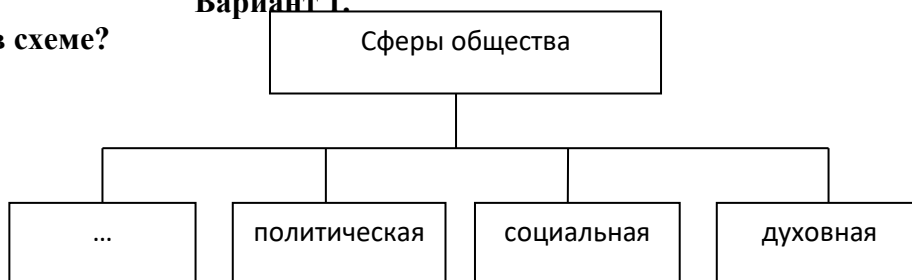 Вариант 1.
в схеме?
Сферы общества
...
политическая
социальная
духовная